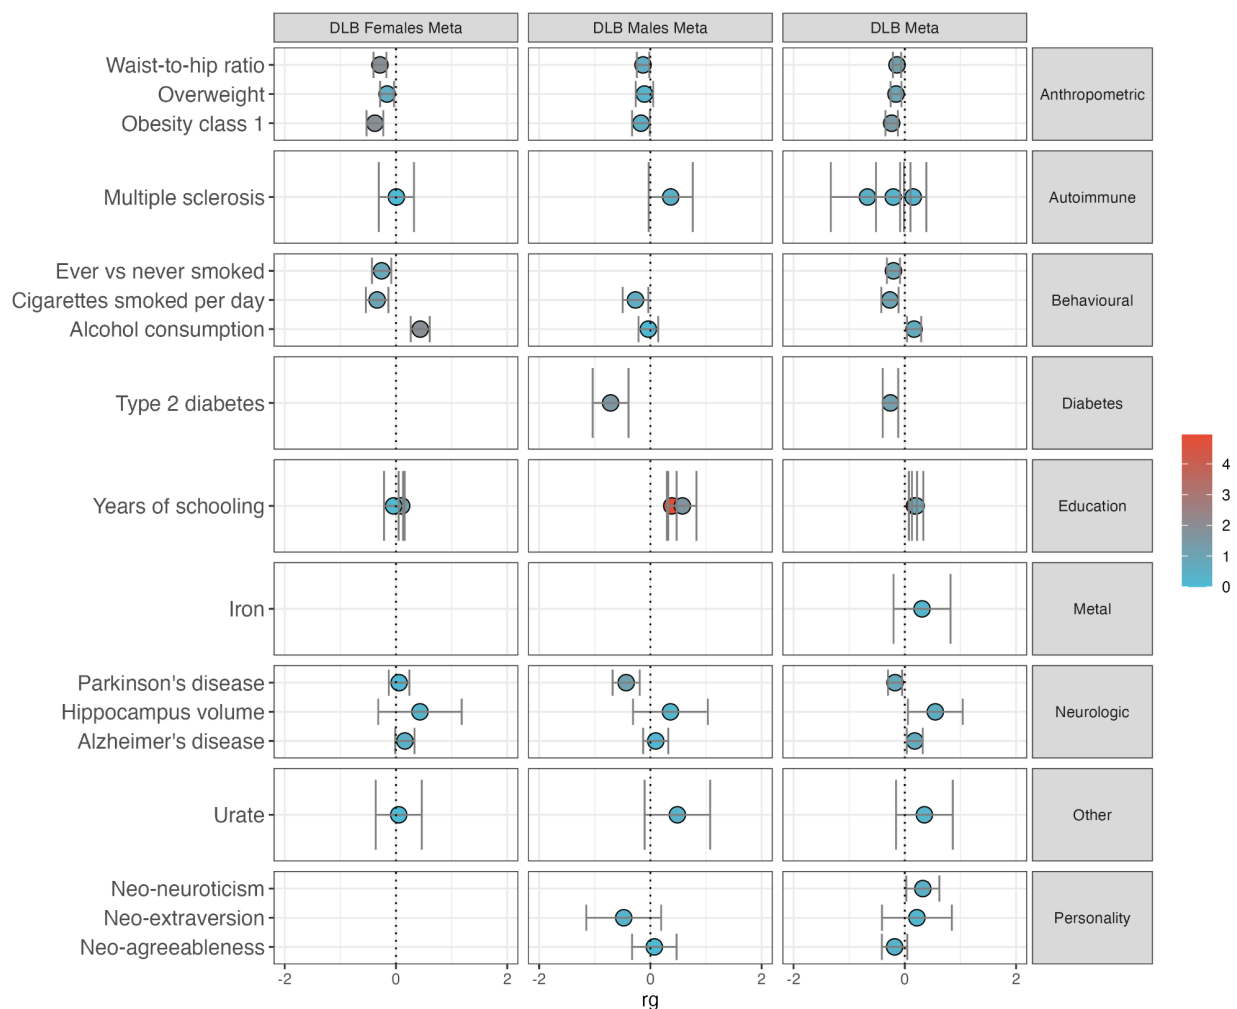 DLB Females Meta DLB Males Meta DLB Meta
Waist-to-hip ratio
Overweight
Obesity class 1
Anthropometric
Multiple sclerosis
Autoimmune
Ever vs never smoked
Cigarettes smoked per day
Alcohol consumption
Behavioural
Type 2 diabetes
Diabetes
Years of schooling
Education
Iron
Metal
Parkinson's disease
Hippocampus volume
Alzheimer's disease
Neurologic
Urate
Other
Neo-neuroticism
Neo-extraversion
Neo-agreeableness
Personality
-2 0 2 -2 0 2 -2 0 2
rg
4
3
2
1
0